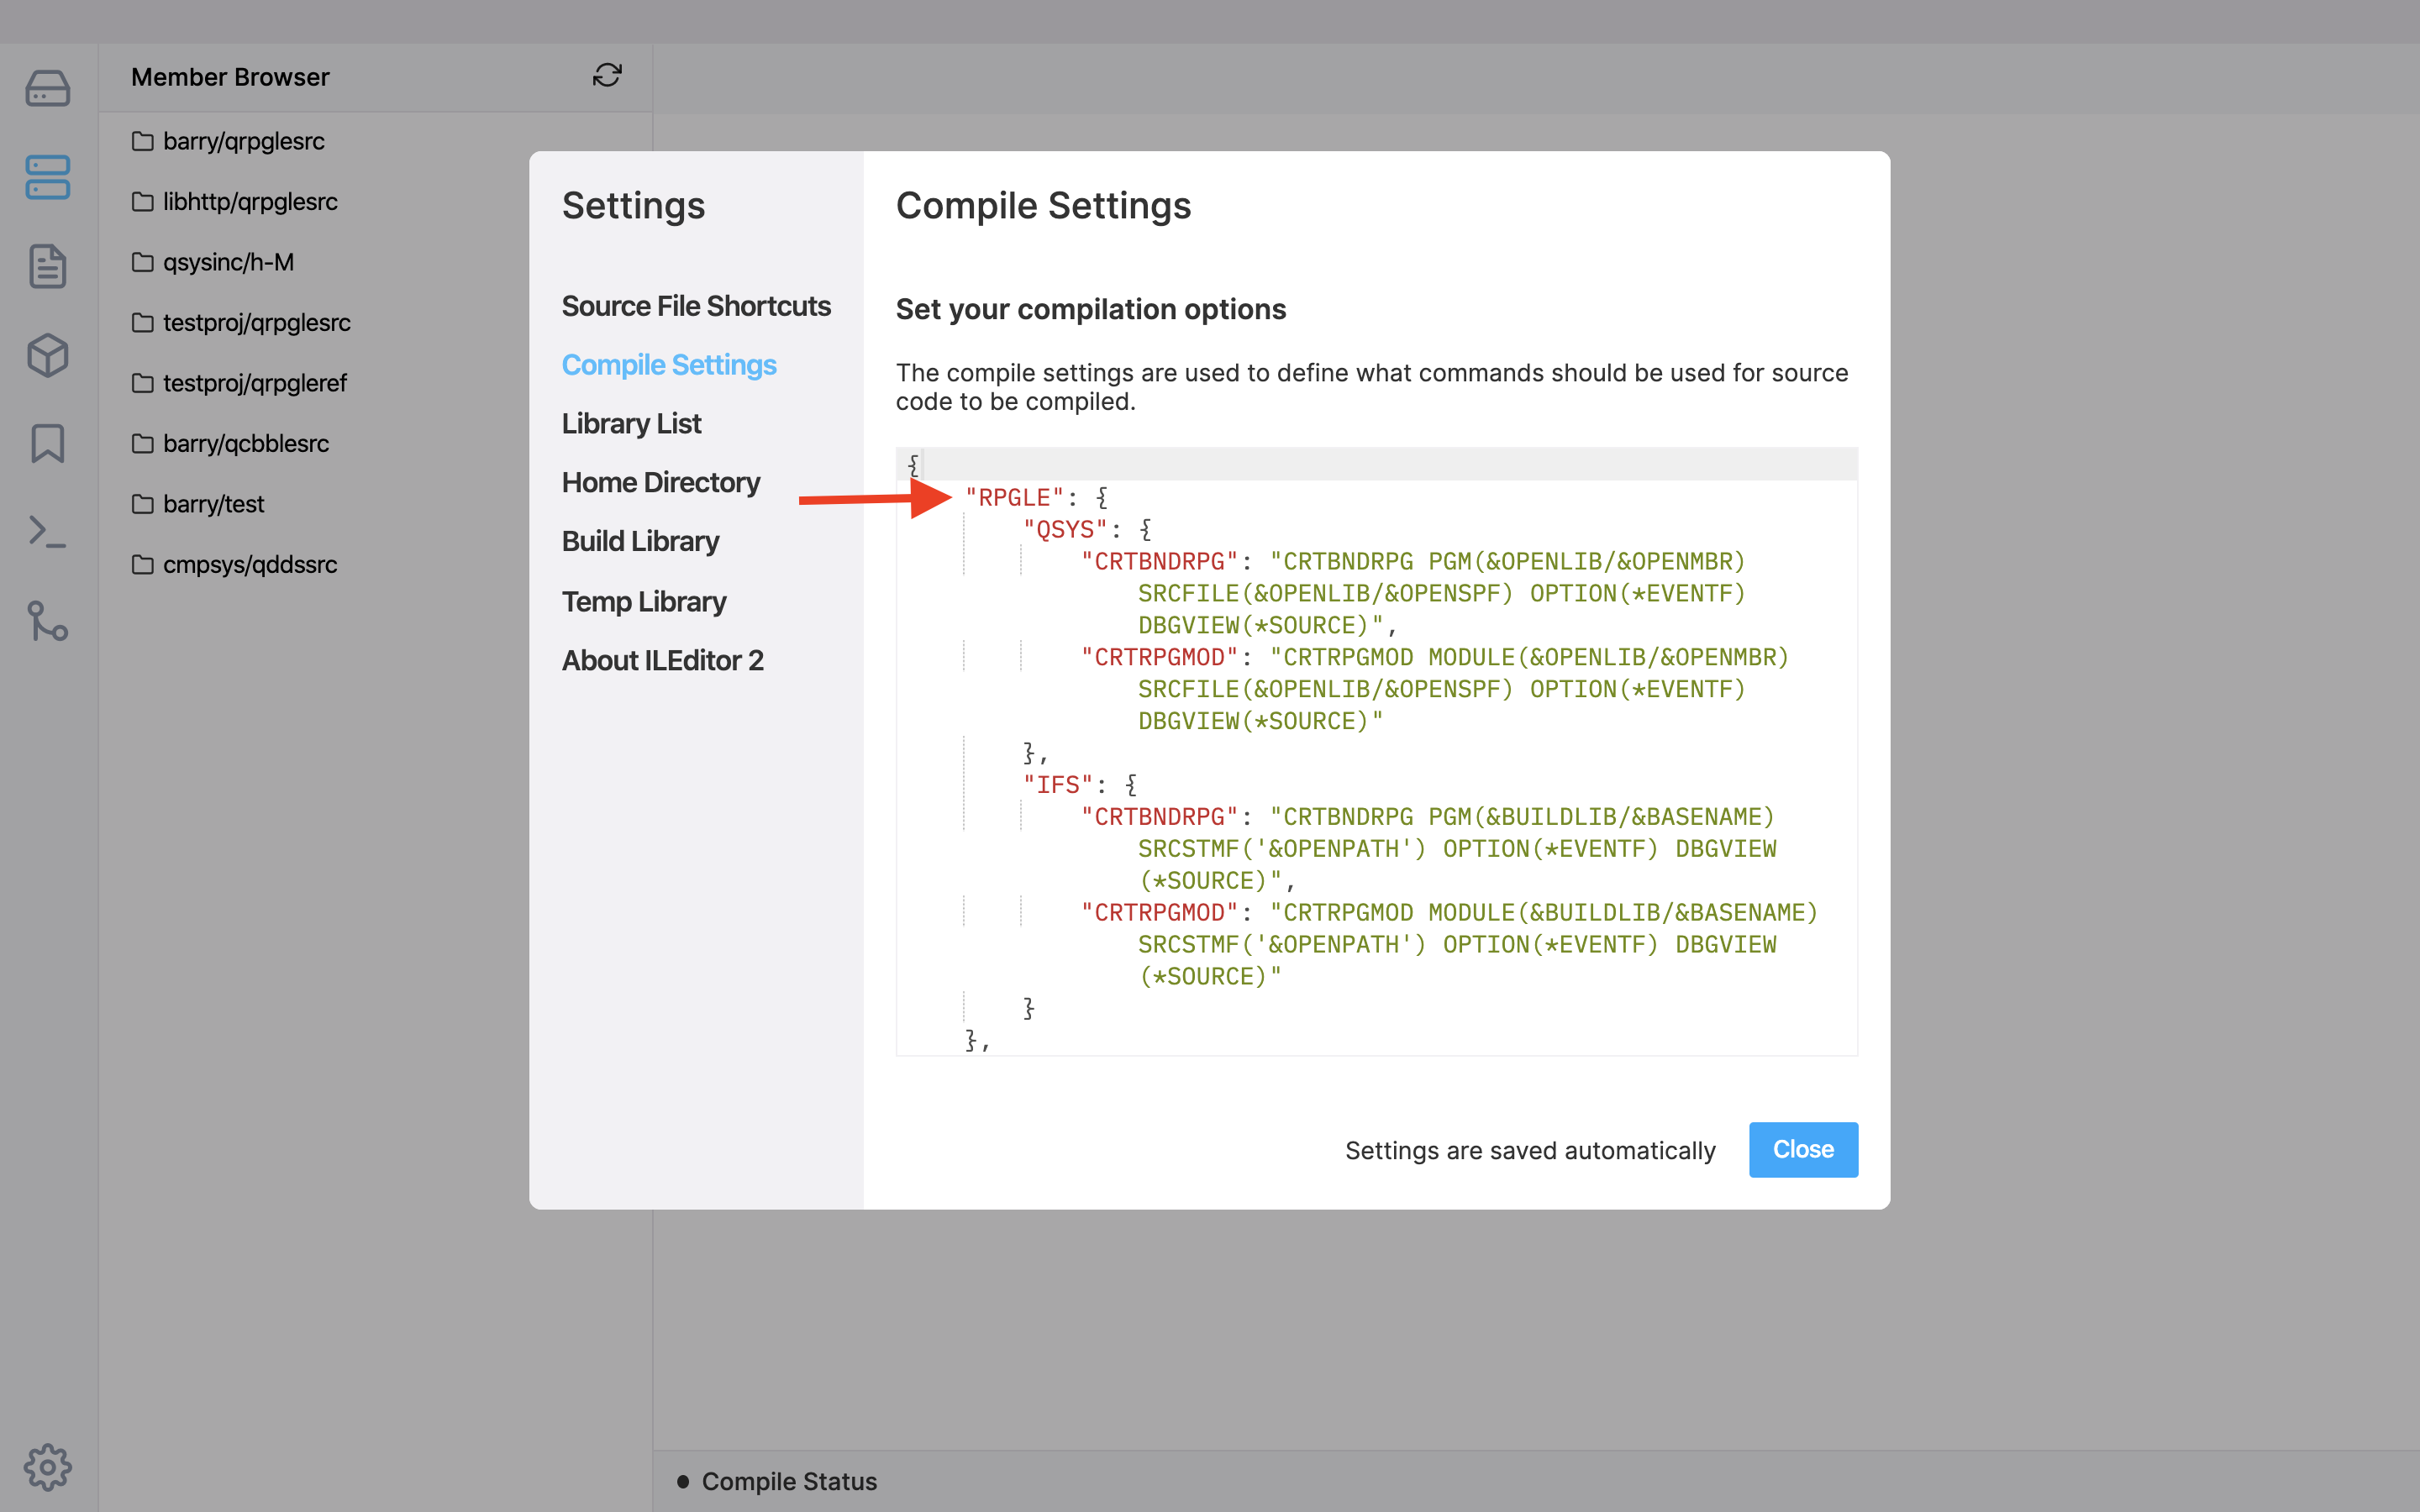 Member Browser
barry/qrpglesrc
libhttp/qrpglesrc
qsysinc/h-M
testproj/qrpglesrc
testproj/qrpgleref
barry/qcbblesrc
barry/test
cmpsys/qddssrc
Settings
Source File Shortcuts
Compile Settings
Library List
Home Directory
Build Library
Temp Library
About ILEditor 2
Compile Settings
Set your compilation options
The compile settings are used to define what commands should be used for source
code to be compiled.
{
"RPGLE": {
"QSYS": {
"CRTBNDRPG": "CRTBNDRPG PGM(&OPENLIB/&OPENMBR)
SRCFILE(&OPENLIB/&OPENSPF) OPTION(*EVENTF)
DBGVIEW(*SOURCE)",
"CRTRPGMOD": "CRTRPGMOD MODULE(&OPENLIB/&OPENMBR)
SRCFILE(&OPENLIB/&OPENSPF) OPTION(*EVENTF)
DBGVIEW(*SOURCE)"
},
"IFS": {
"CRTBNDRPG": "CRTBNDRPG PGM(&BUILDLIB/&BASENAME)
SRCSTMF('&OPENPATH') OPTION(*EVENTF) DBGVIEW
(*SOURCE)",
"CRTRPGMOD": "CRTRPGMOD MODULE(&BUILDLIB/&BASENAME)
SRCSTMF('&OPENPATH') OPTION(*EVENTF) DBGVIEW
(*SOURCE)"
}
},
Settings are saved automatically
Close
Compile Status